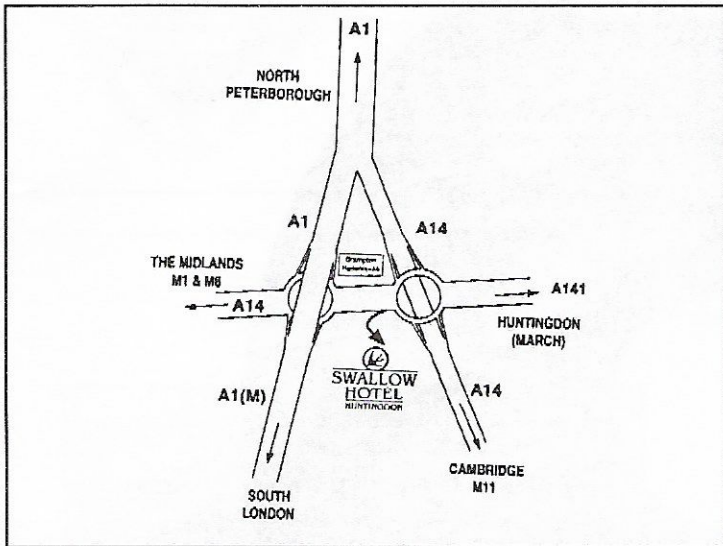 A1
NORTH
PETERBOROUGH
A1
A14
Brampton
THE MIDLANDS
M1 & M6
A14
A141
HUNTINGDON
(MARCH)
SWALLOW
HOTEL
HUNTINGDON
A1(M)
A14
CAMBRIDGE
M11
SOUTH
LONDON